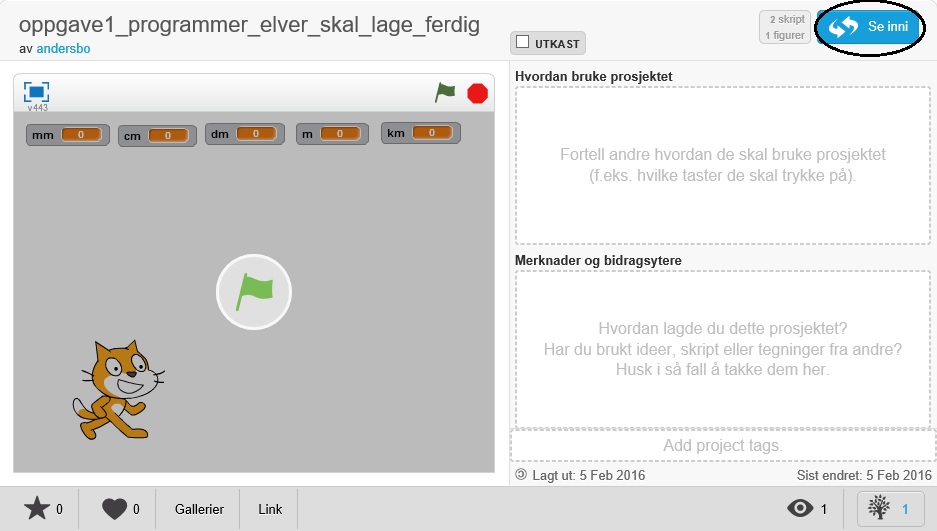 oppgave1_programmer_elver_skal_lage_ferdig
av andersbo
UTKAST
2 skript
1 figurer
Se inni
v443
mm 0
cm 0
dm 0
m 0
km 0
Hvordan bruke prosjektet
Fortell andre hvordan de skal bruke prosjektet
(f.eks. hvilke taster de skal trykke på).
Merknader og bidragsytere
Hvordan lagde du dette prosjektet?
Har du brukt ideer, skript eller tegninger fra andre?
Husk i så fall å takke dem her.
Add project tags.
Lagt ut: 5 Feb 2016
Sist endret: 5 Feb 2016
0
0
Gallerier
Link
1
1